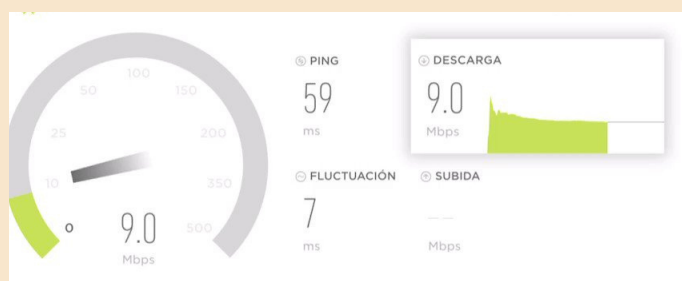 PING
59
ms
DESCARGA
9.0
Mbps
FLUCTUACIÓN
7
ms
SUBIDA
— —
Mbps
0
10
25
50
100
150
200
350
500
9.0
Mbps